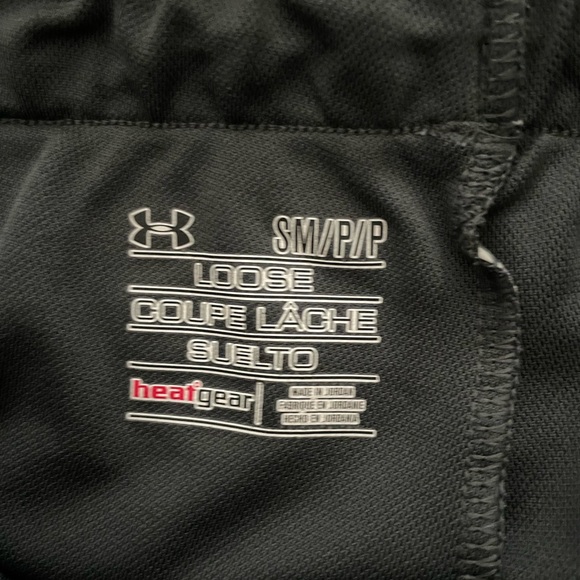 SM//P//P
LOOSE
COUPE LÂCHE
SUELTO
heatgear
MADE IN JORDAN
FABRIQUÉ EN JORDANIE
HECHO EN JORDANIA